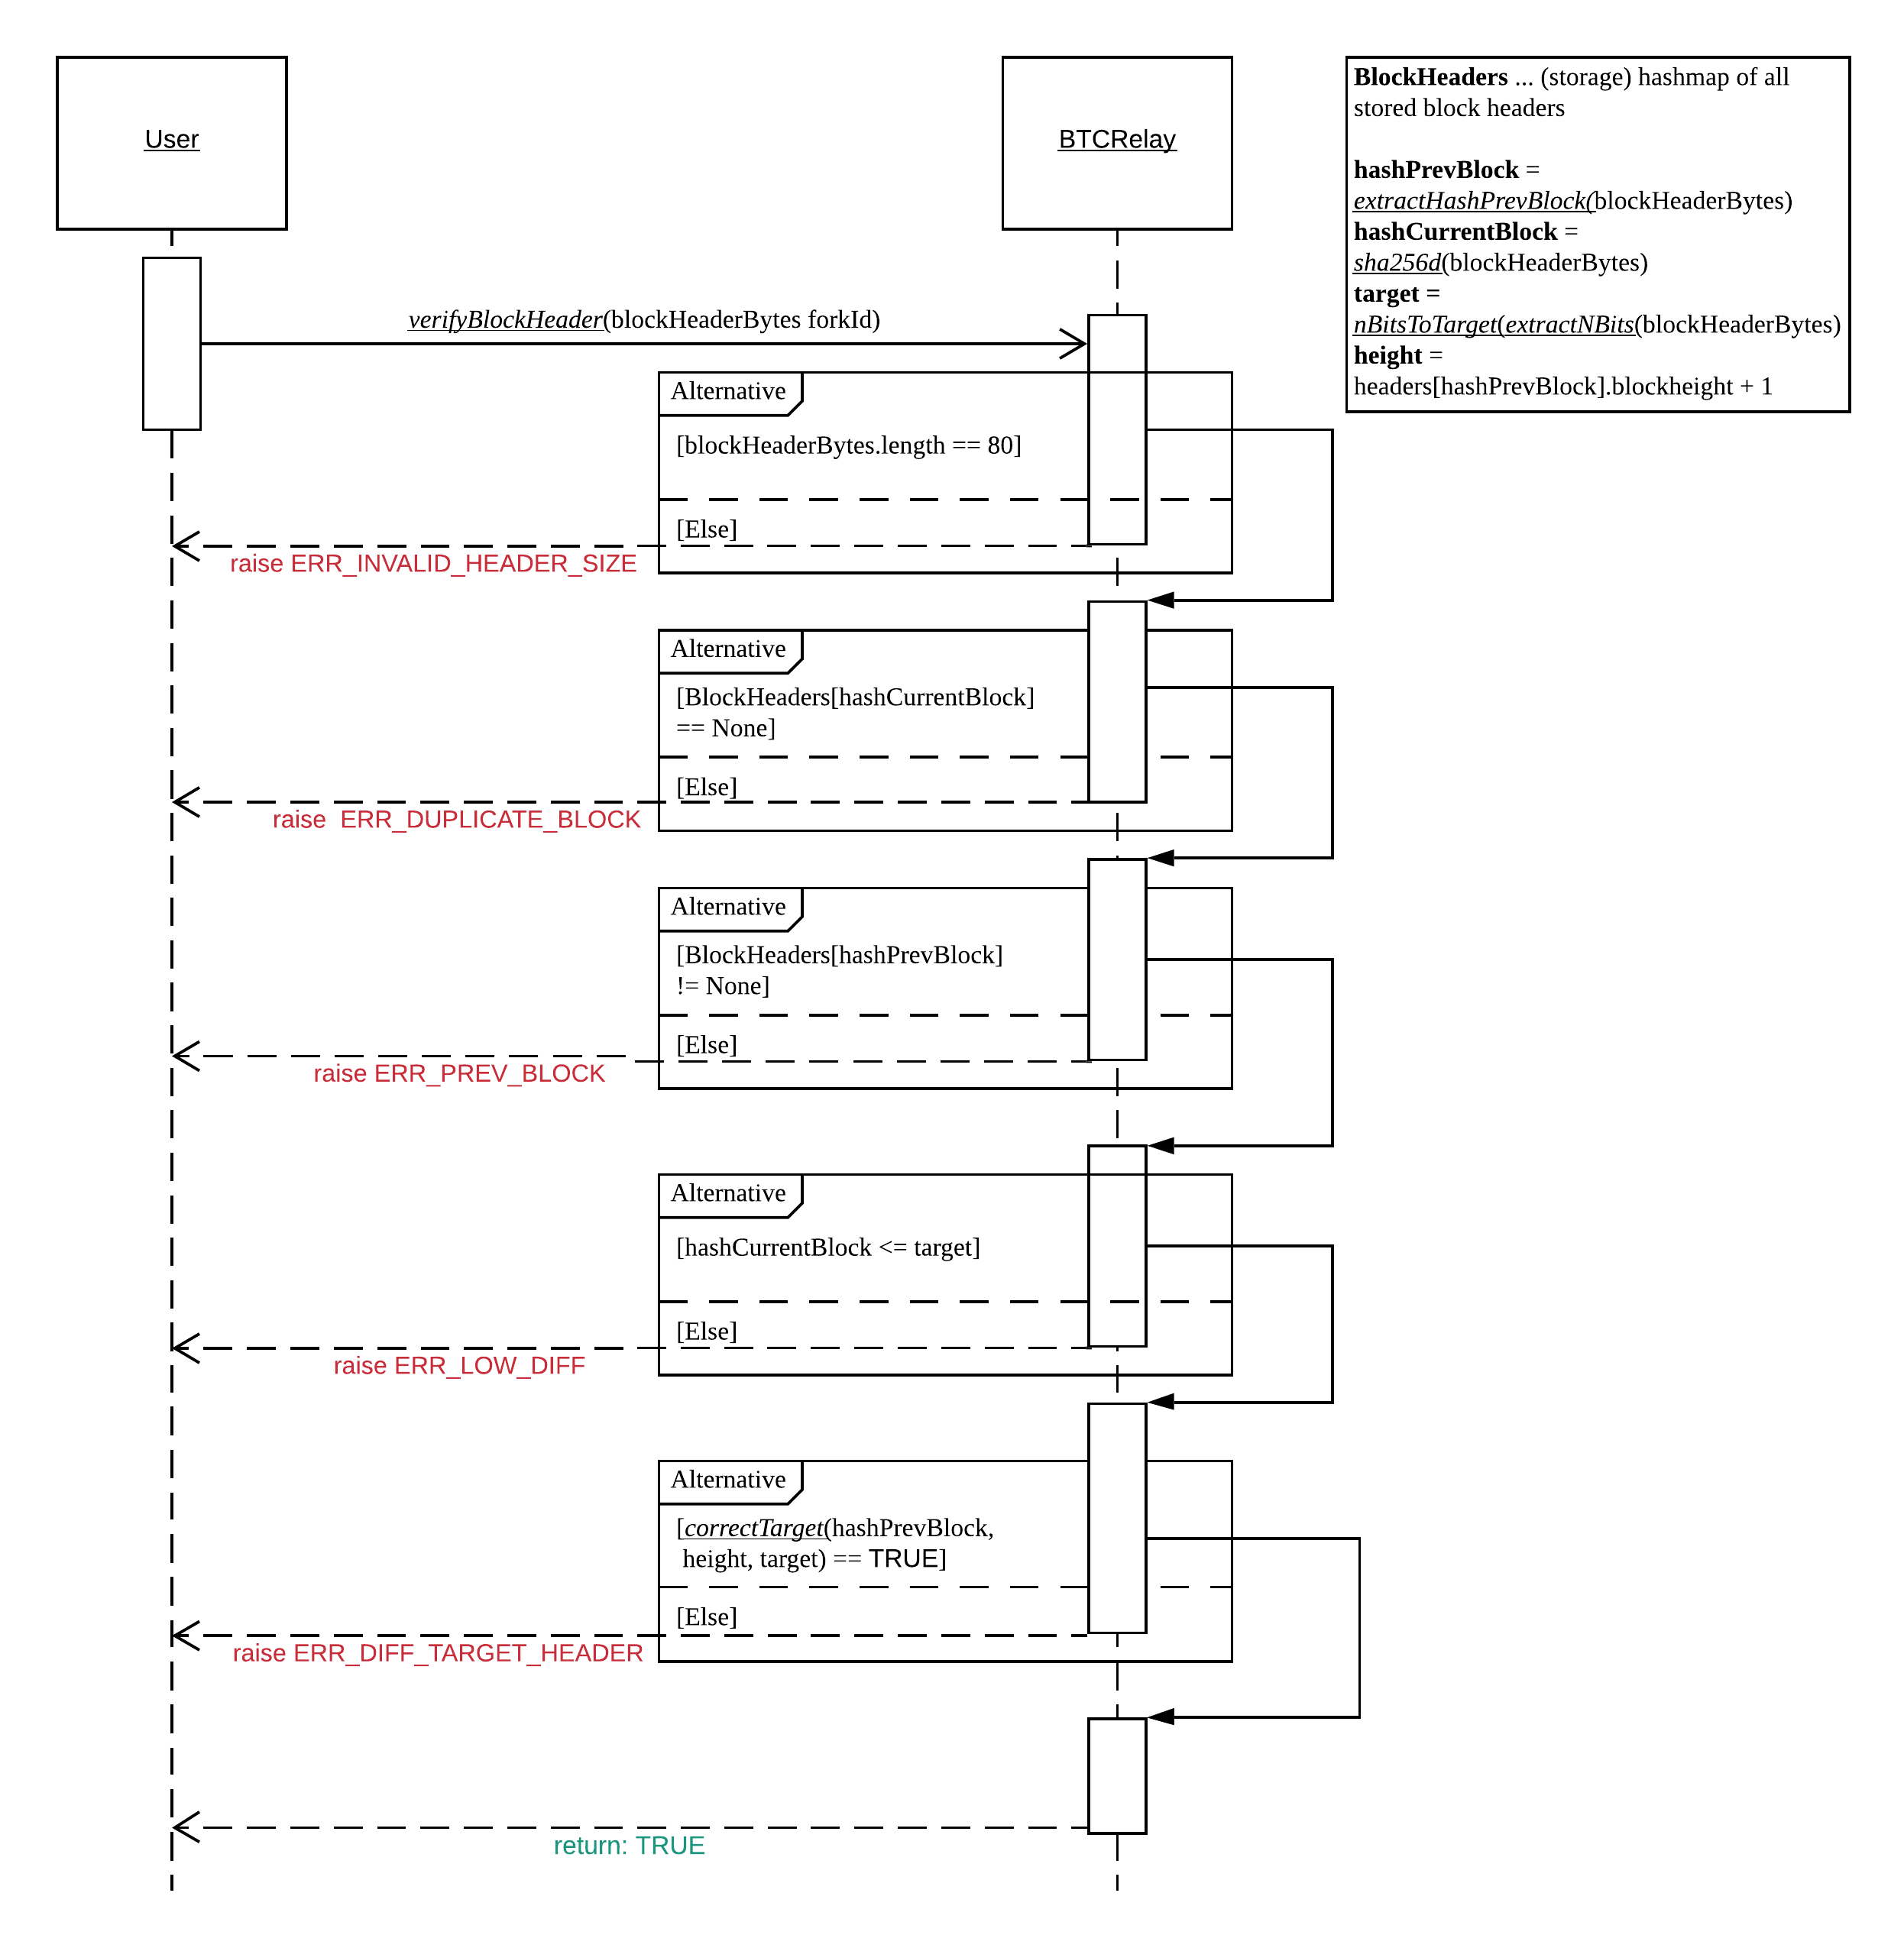 User
BTCRelay
BlockHeaders ... (storage) hashmap of all
stored block headers
hashPrevBlock =
extractHashPrevBlock(blockHeaderBytes)
hashCurrentBlock =
sha256d(blockHeaderBytes)
target =
nBitsToTarget(extractNBits(blockHeaderBytes)
height =
headers[hashPrevBlock].blockheight + 1
verifyBlockHeader(blockHeaderBytes forkId)
Alternative
[blockHeaderBytes.length == 80]
[Else]
raise ERR_INVALID_HEADER_SIZE
Alternative
[BlockHeaders[hashCurrentBlock]
== None]
[Else]
raise  ERR_DUPLICATE_BLOCK
Alternative
[BlockHeaders[hashPrevBlock]
!= None]
[Else]
raise ERR_PREV_BLOCK
Alternative
[hashCurrentBlock <= target]
[Else]
raise ERR_LOW_DIFF
Alternative
[correctTarget(hashPrevBlock,
height, target) == TRUE]
[Else]
raise ERR_DIFF_TARGET_HEADER
return: TRUE